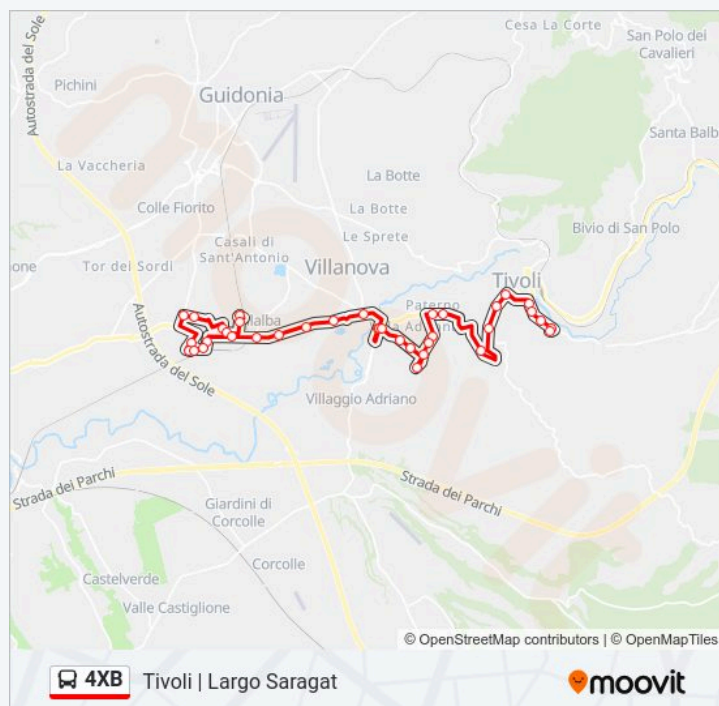 Cesa La Corte
San Polo dei
Cavalieri
Autostrada del Sole
Pichini
Guidonia
Santa Balb
La Vaccheria
La Botte
Colle Fiorito
La Botte
Bivio di San Polo
Le Sprete
Casali di
Sant'Antonio
one
Tor dei Sordi
Villanova
Tivoli
Paterno
Autostrada del Sole
Villaggio Adriano
Strada dei Parchi
Strada dei Parchi
Giardini di
Corcolle
Corcolle
Castelverde
Valle Castiglione
© OpenStreetMap contributors | © OpenMapTiles
4XB
Tivoli | Largo Saragat
moovit